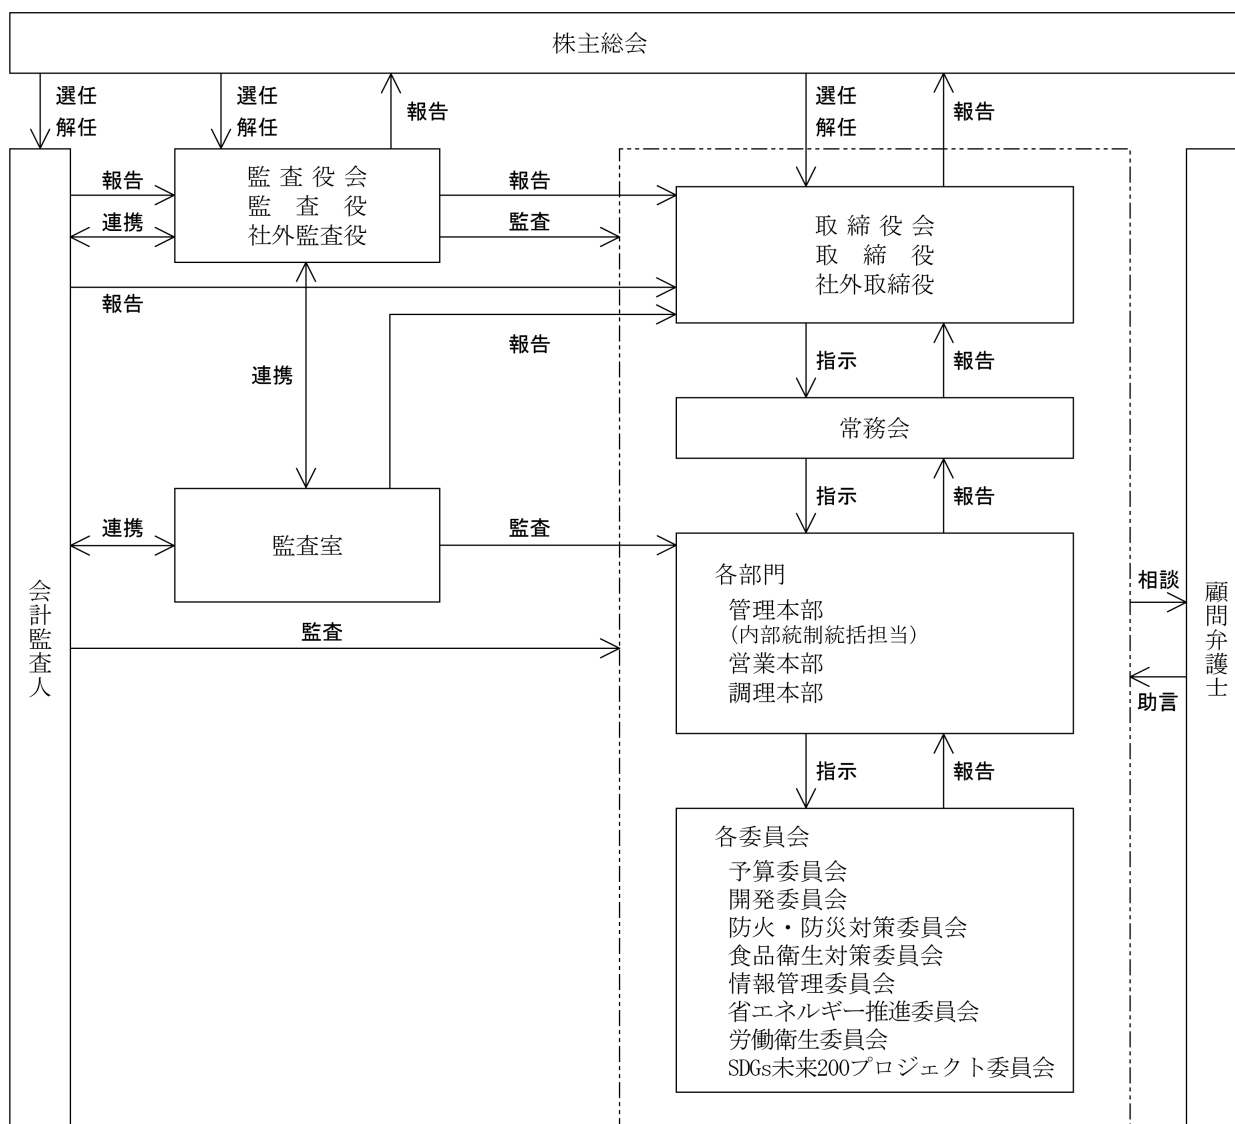 株主総会
選任
解任
選任
解任
報告
選任
解任
報告
監査役会
監査役
社外監査役
報告
連携
報告
監査
取締役会
取締役
社外取締役
報告
報告
連携
指示
報告
常務会
指示
報告
連携
監査室
監査
各部門
管理本部
(内部統制統括担当)
営業本部
調理本部
会計監査人
監査
相談
助言
顧問弁護士
指示
報告
各委員会
予算委員会
開発委員会
防火・防災対策委員会
食品衛生対策委員会
情報管理委員会
省エネルギー推進委員会
労働衛生委員会
SDGs未来200プロジェクト委員会